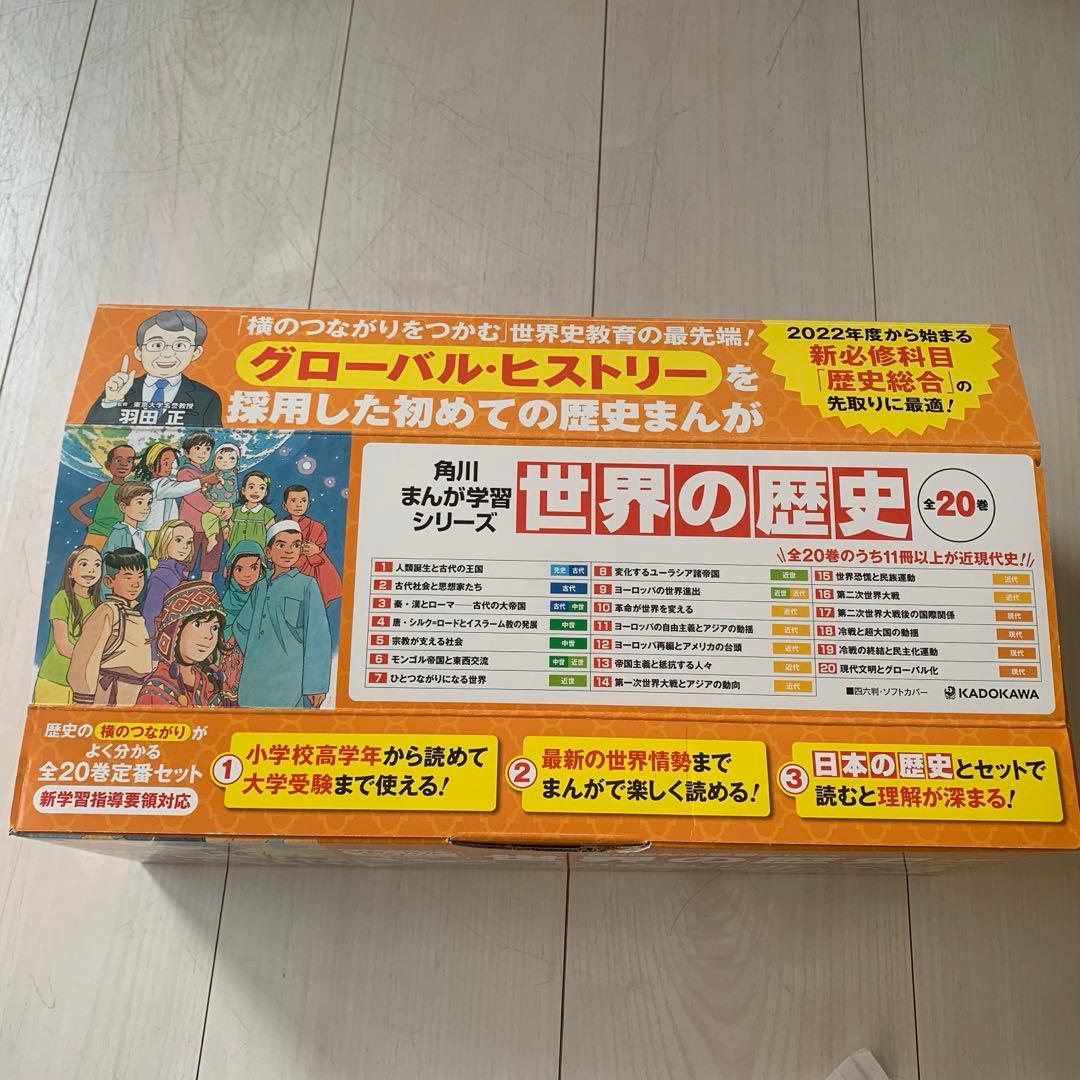 「横のつながりをつかむ」世界史教育の最先端!
グローバル・ヒストリーを
採用した初めての歴史まんが
監修 東京大学名誉教授
羽田 正
2022年度から始まる
新必修科目
「歴史総合」の
先取りに最適!
角川
まんが学習
シリーズ
世界の歴史
全20巻
全20巻のうち11冊以上が近現代史!
1 人類誕生と古代の王国 先史 古代
2 古代社会と思想家たち 古代
3 秦・漢とローマ 古代の大帝国 古代 中世
4 唐・シルク=ロードとイスラーム教の発展 中世
5 宗教が支える社会 中世
6 モンゴル帝国と東西交流 中世 近世
7 ひとつながりになる世界 近世
8 変化するユーラシア諸帝国 近世
9 ヨーロッパの世界進出 近世 近代
10 革命が世界を変える 近代
11 ヨーロッパの自由主義とアジアの動揺 近代
12 ヨーロッパ再編とアメリカの台頭 近代
13 帝国主義と抵抗する人々 近代
14 第一次世界大戦とアジアの動向 近代
15 世界恐慌と民族運動 近代
16 第二次世界大戦 近代
17 第二次世界大戦後の国際関係 現代
18 冷戦と超大国の動揺 現代
19 冷戦の終結と民主化運動 現代
20 現代文明とグローバル化 現代
■四六判・ソフトカバー
KADOKAWA
歴史の横のつながりが
よく分かる
全20巻定番セット
新学習指導要領対応
① 小学校高学年から読めて
大学受験まで使える!
② 最新の世界情勢まで
まんがで楽しく読める!
③ 日本の歴史とセットで
読むと理解が深まる!